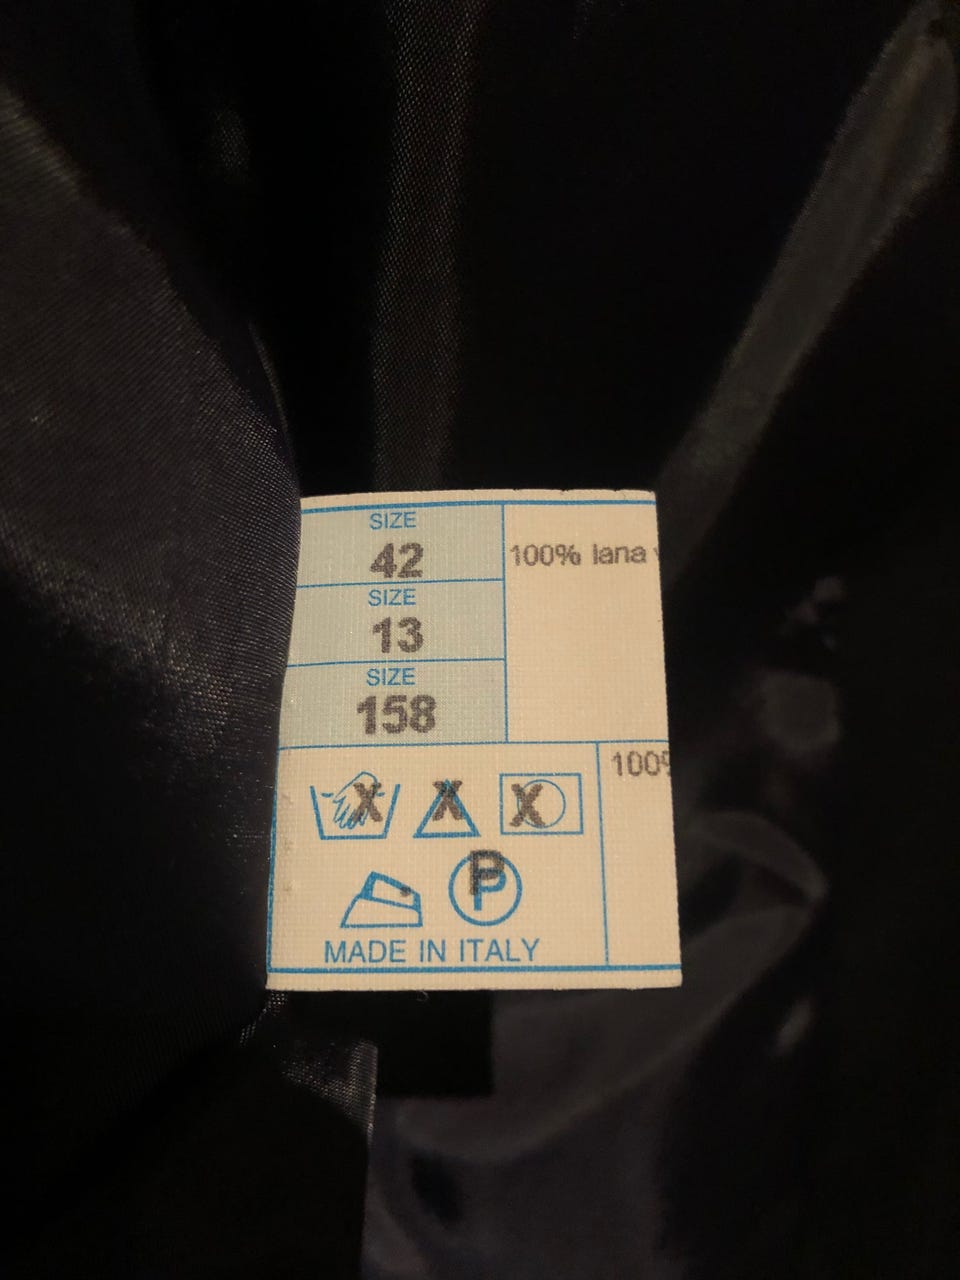 SIZE
42
100% lana
SIZE
13
SIZE
158
100%
X X X
P
MADE IN ITALY